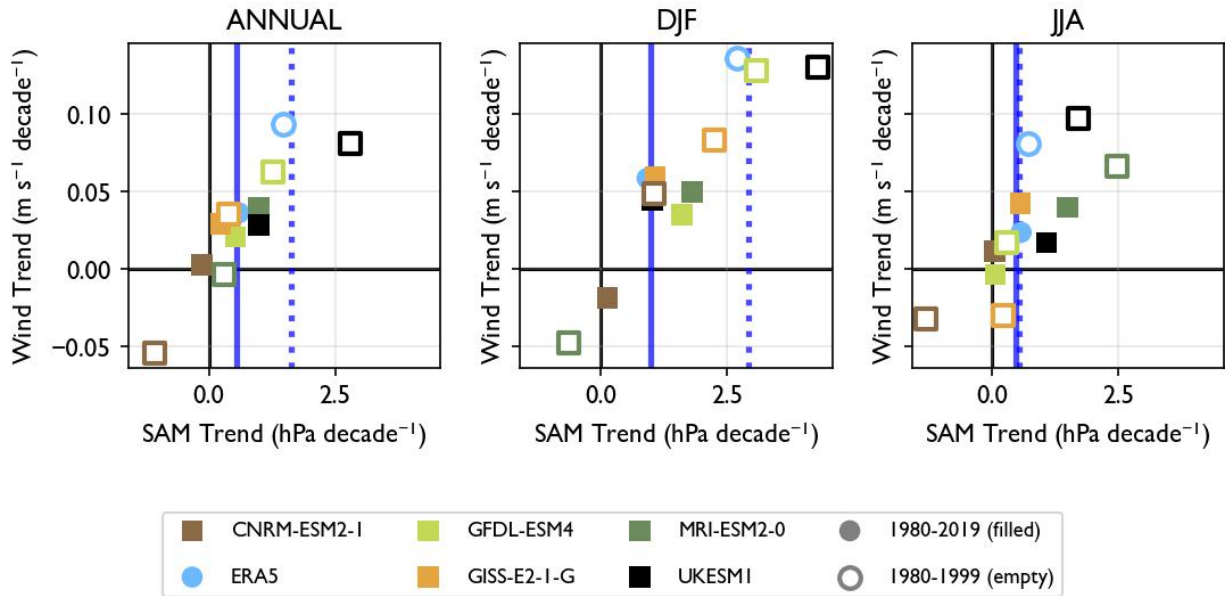 ANNUAL
DJF
JJA
Wind Trend (m s⁻¹ decade⁻¹)
0.10
0.05
0.00
−0.05
0.0
2.5
SAM Trend (hPa decade⁻¹)
Wind Trend (m s⁻¹ decade⁻¹)
0.0
2.5
SAM Trend (hPa decade⁻¹)
Wind Trend (m s⁻¹ decade⁻¹)
0.0
2.5
SAM Trend (hPa decade⁻¹)
CNRM-ESM2-1
GFDL-ESM4
MRI-ESM2-0
1980-2019 (filled)
ERA5
GISS-E2-1-G
UKESM1
1980-1999 (empty)